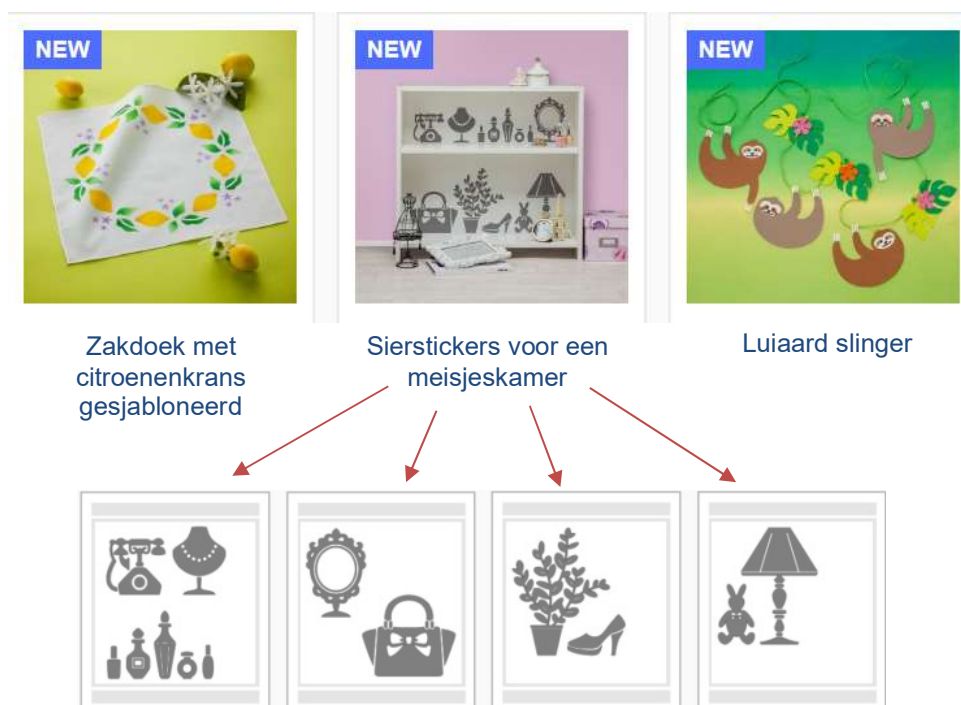 NEW
NEW
NEW
Zakdoek met
citroenenkrans
gesjabloneerd
Sierstickers voor een
meisjeskamer
Luiaard slinger